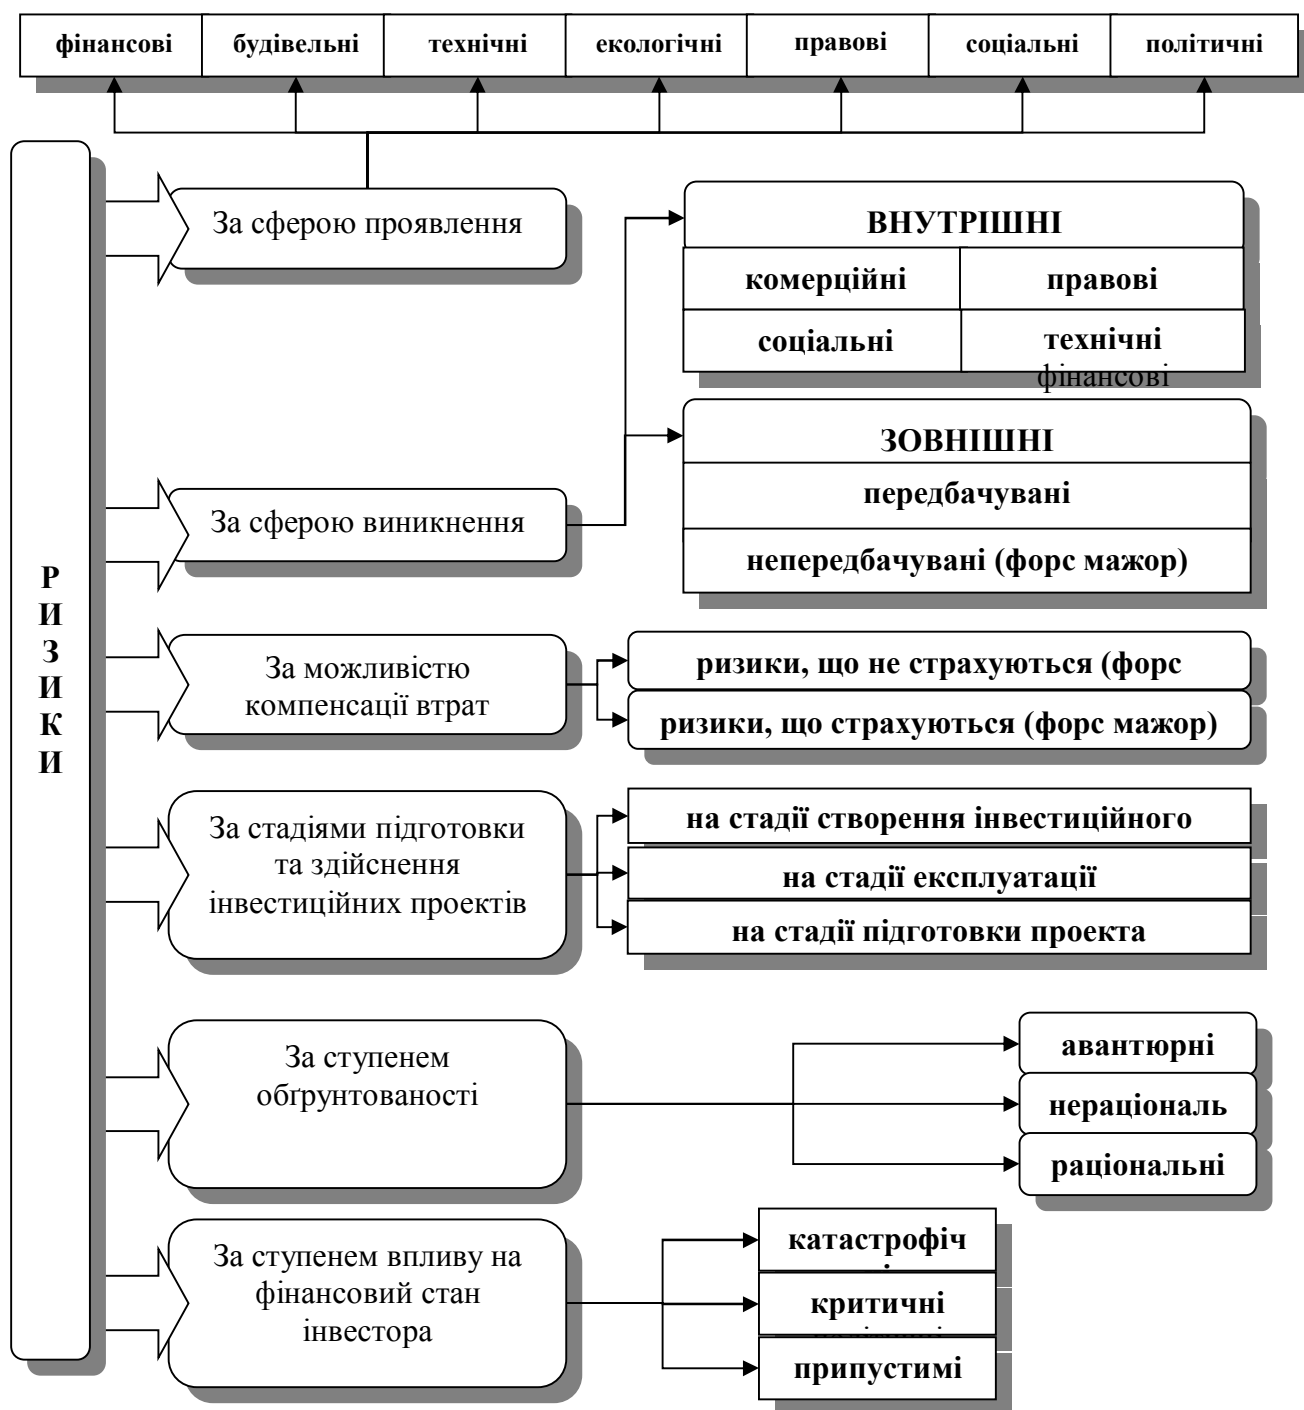 фінансові
будівельні
технічні
екологічні
правові
соціальні
політичні
РИЗИКИ
За сферою проявлення
ВНУТРІШНІ
комерційні
правові
соціальні
технічні
фінансові
За сферою виникнення
ЗОВНІШНІ
передбачувані
непередбачувані (форс мажор)
За можливістю
компенсації втрат
ризики, що не страхуються (форс
ризики, що страхуються (форс мажор)
За стадіями підготовки
та здійснення
інвестиційних проектів
на стадії створення інвестиційного
на стадії експлуатації
на стадії підготовки проекта
За ступенем
обґрунтованості
авантюрні
нераціональ
раціональні
За ступенем впливу на
фінансовий стан
інвестора
катастрофіч
критичні
припустимі